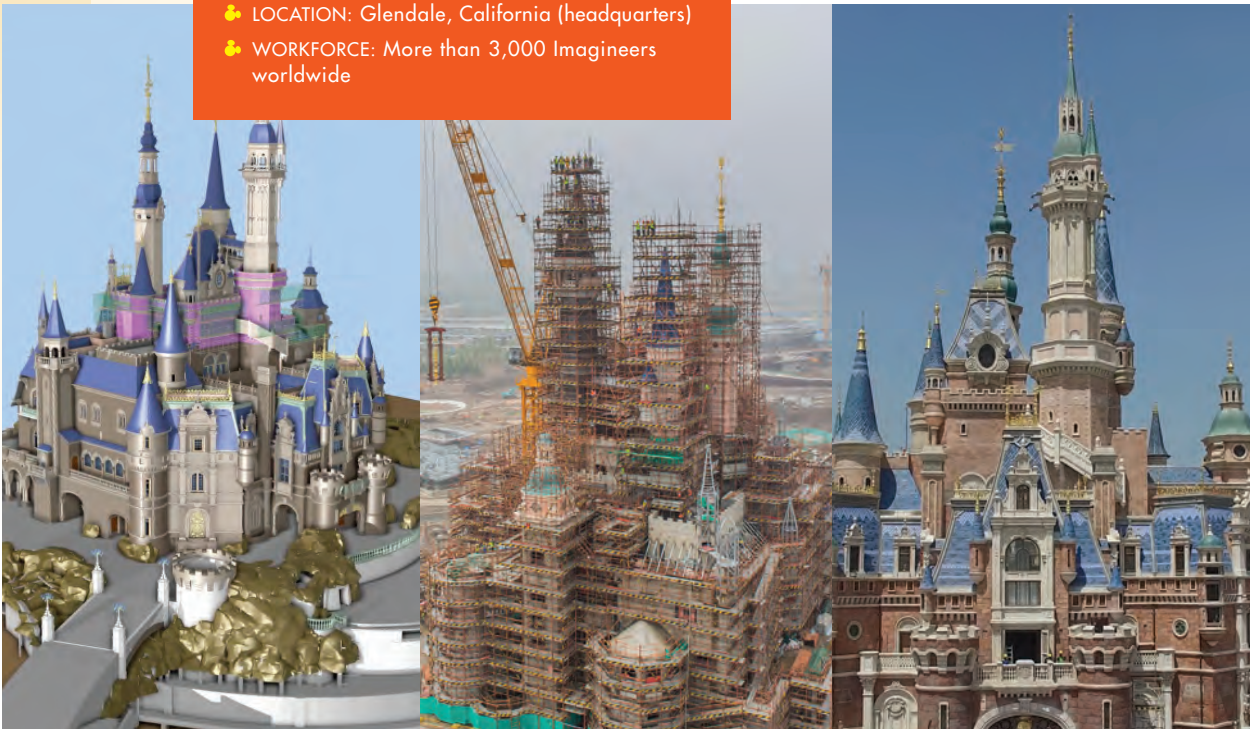 LOCATION: Glendale, California (headquarters)
WORKFORCE: More than 3,000 Imagineers
worldwide